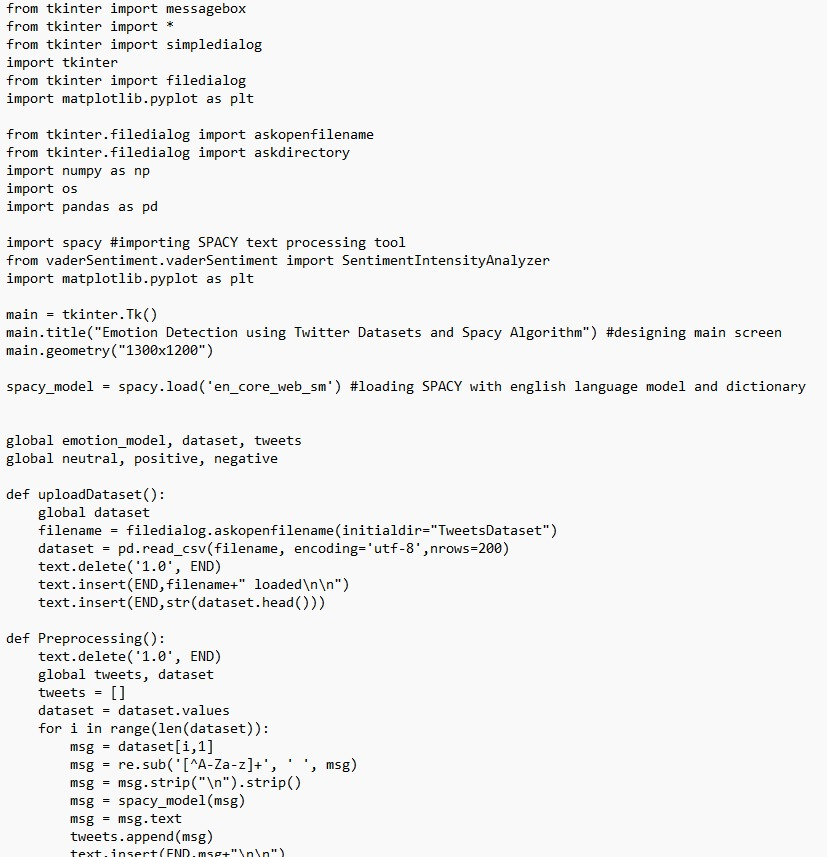 from tkinter import messagebox
from tkinter import *
from tkinter import simpledialog
import tkinter
from tkinter import filedialog
import matplotlib.pyplot as plt

from tkinter.filedialog import askopenfilename
from tkinter.filedialog import askdirectory
import numpy as np
import os
import pandas as pd

import spacy #importing SPACY text processing tool
from vaderSentiment.vaderSentiment import SentimentIntensityAnalyzer
import matplotlib.pyplot as plt

main = tkinter.Tk()
main.title("Emotion Detection using Twitter Datasets and Spacy Algorithm") #designing main screen
main.geometry("1300x1200")

spacy_model = spacy.load('en_core_web_sm') #loading SPACY with english language model and dictionary


global emotion_model, dataset, tweets
global neutral, positive, negative

def uploadDataset():
    global dataset
    filename = filedialog.askopenfilename(initialdir="TweetsDataset")
    dataset = pd.read_csv(filename, encoding='utf-8',nrows=200)
    text.delete('1.0', END)
    text.insert(END,filename+" loaded\n\n")
    text.insert(END,str(dataset.head()))

def Preprocessing():
    text.delete('1.0', END)
    global tweets, dataset
    tweets = []
    dataset = dataset.values
    for i in range(len(dataset)):
        msg = dataset[i,1]
        msg = re.sub('[^A-Za-z]+', ' ', msg)
        msg = msg.strip("\n").strip()
        msg = spacy_model(msg)
        msg = msg.text
        tweets.append(msg)
        text.insert(END,msg+"\n\n")